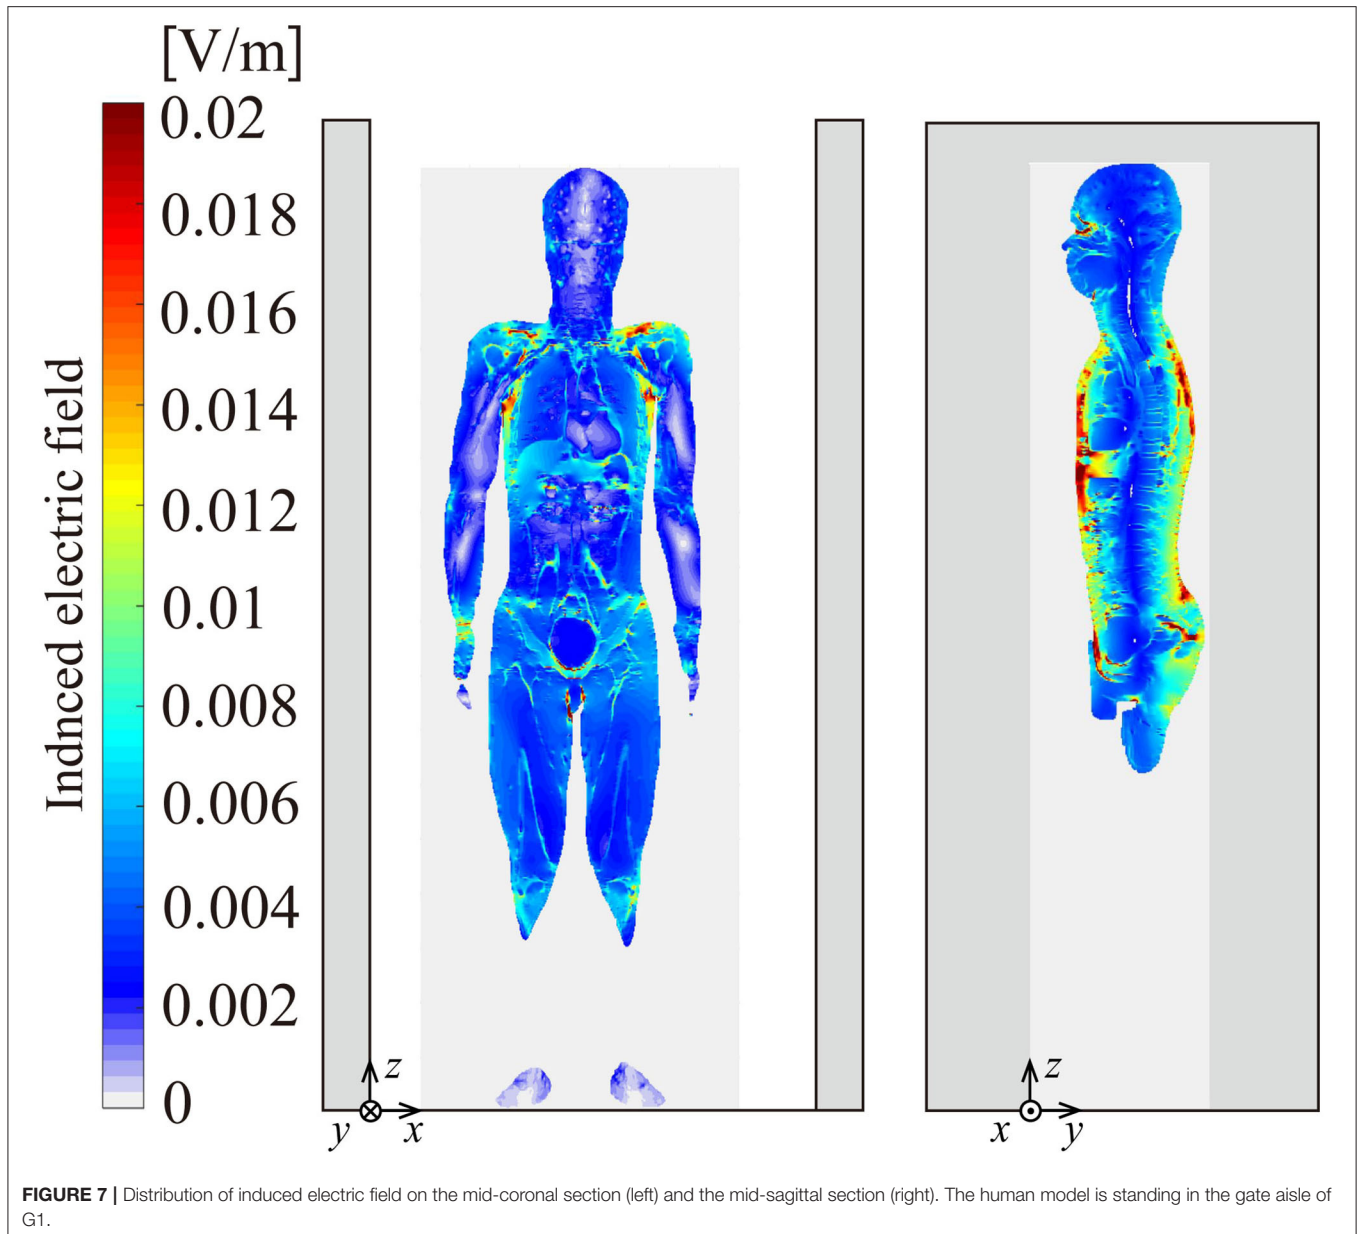 [V/m]
0.02
0.018
0.016
0.014
0.012
0.01
0.008
0.006
0.004
0.002
0
Indnced electric field
z
y x
z
x y
FIGURE 7 | Distribution of induced electric field on the mid-coronal section (left) and the mid-sagittal section (right). The human model is standing in the gate aisle of
G1.